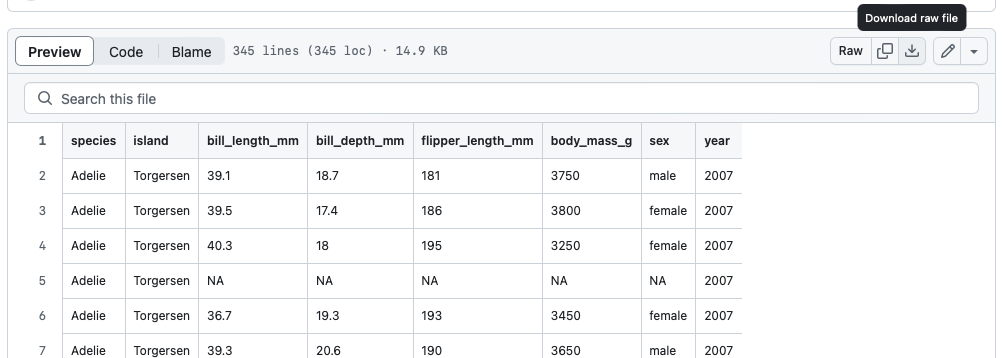 Download raw file
Preview Code Blame 345 lines (345 loc) · 14.9 KB Raw
Search this file
1 species island bill_length_mm bill_depth_mm flipper_length_mm body_mass_g sex year
2 Adelie Torgersen 39.1 18.7 181 3750 male 2007
3 Adelie Torgersen 39.5 17.4 186 3800 female 2007
4 Adelie Torgersen 40.3 18 195 3250 female 2007
5 Adelie Torgersen NA NA NA NA NA 2007
6 Adelie Torgersen 36.7 19.3 193 3450 female 2007
7 Adelie Torgersen 39.3 20.6 190 3650 male 2007